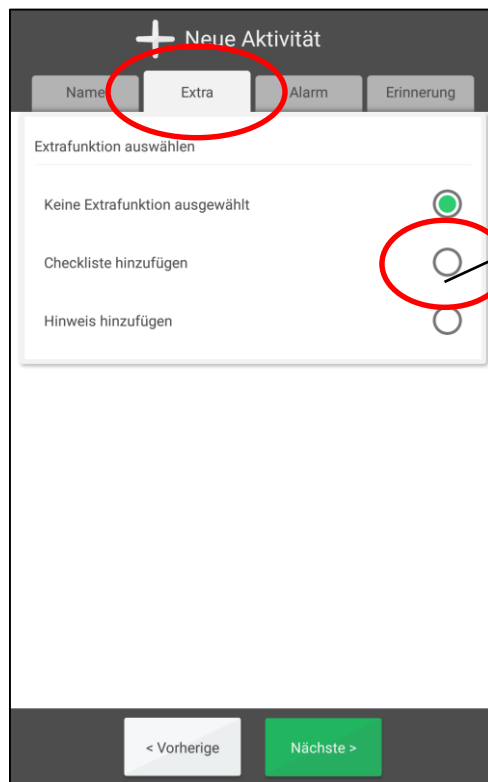 Neue Aktivität
Name Extra Alarm Erinnerung
Extrafunktion auswählen
Keine Extrafunktion ausgewählt
Checkliste hinzufügen
Hinweis hinzufügen
< Vorherige Nächste >